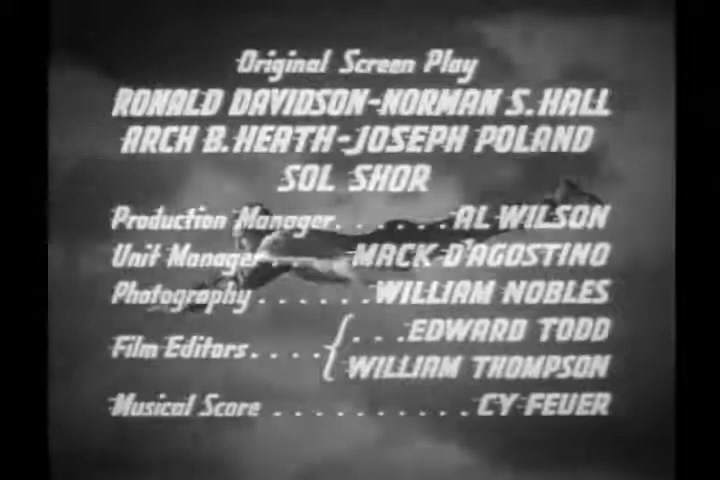 Original Screen Play
RONALD DAVIDSON-NORMAN S. HALL
ARCH B. HEATH-JOSEPH POLAND
SOL SHOR
Production Manager. . . . . . . AL WILSON
Unit Manager. . . . . MACK D'AGOSTINO
Photography . . . . . . WILLIAM NOBLES
Film Editors. . . . { . . . EDWARD TODD
WILLIAM THOMPSON
Musical Score . . . . . . . . . . . CY FEUER